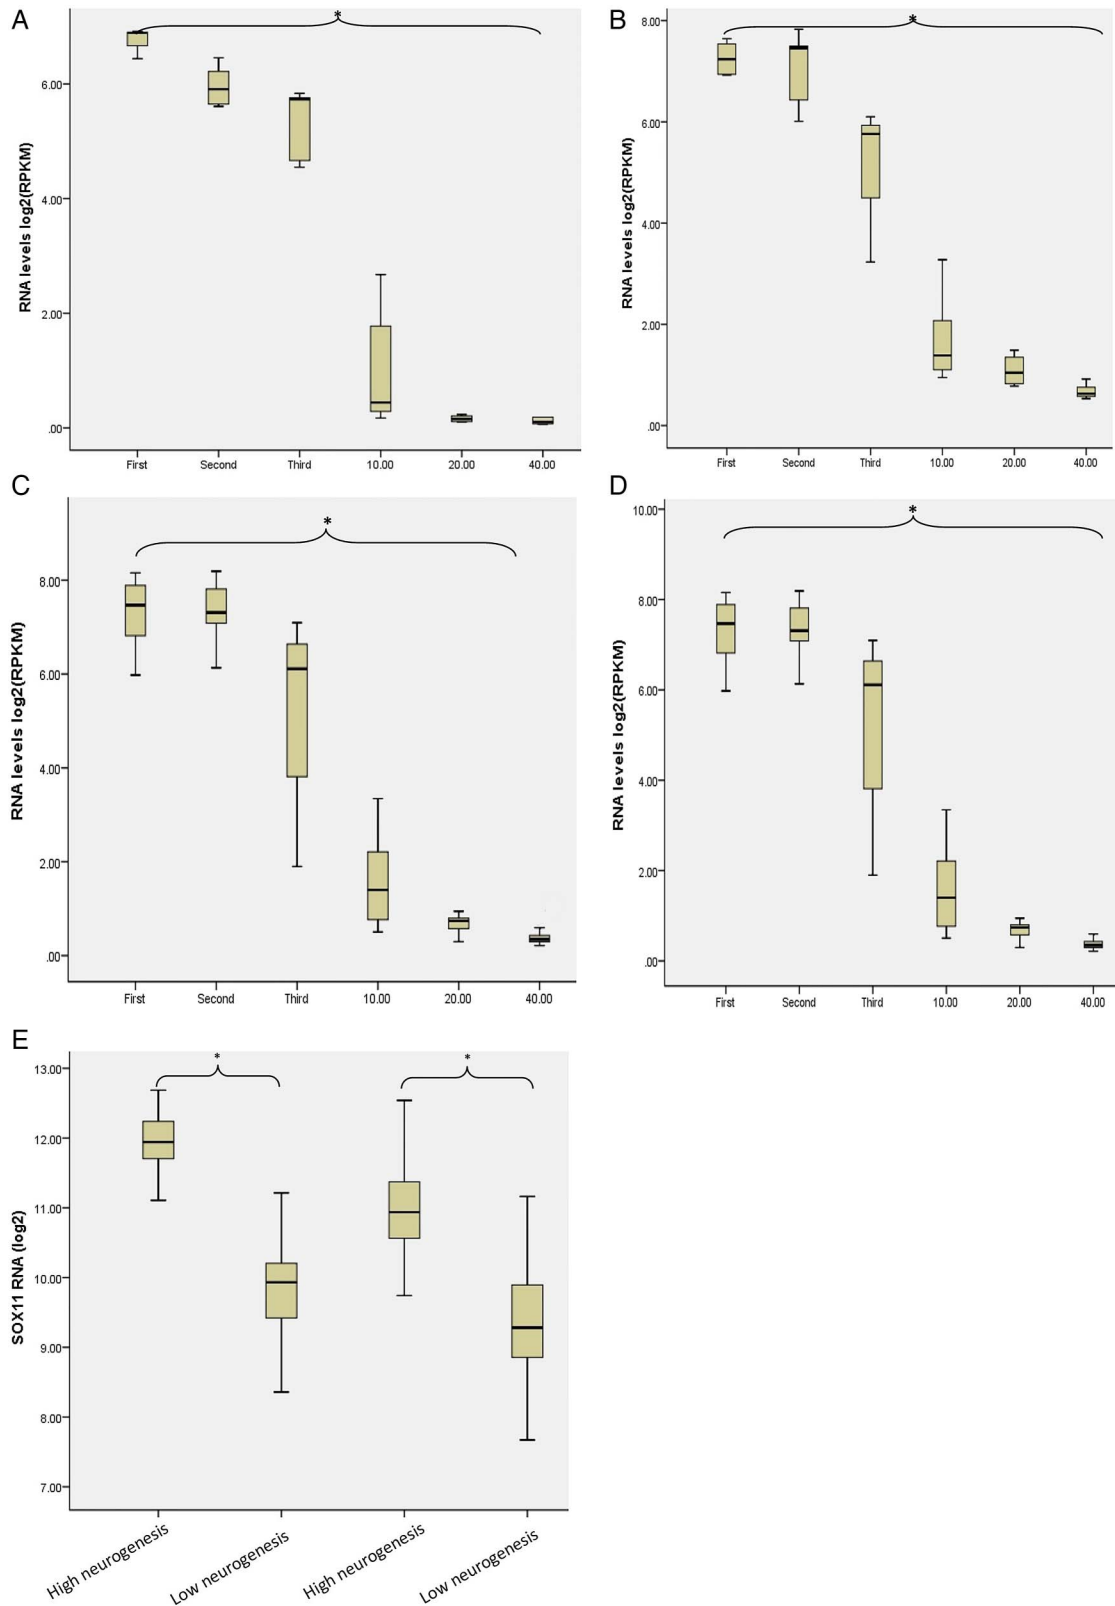 A
*
RNA levels log2(RPKM)
6.00
4.00
2.00
.00
First Second Third 10.00 20.00 40.00
B
*
RNA levels log2(RPKM)
8.00
6.00
4.00
2.00
.00
First Second Third 10.00 20.00 40.00
C
*
RNA levels log2(RPKM)
8.00
6.00
4.00
2.00
.00
First Second Third 10.00 20.00 40.00
D
*
RNA levels log2(RPKM)
10.00
8.00
6.00
4.00
2.00
.00
First Second Third 10.00 20.00 40.00
E
* *
SOX11 RNA (log2)
13.00
12.00
11.00
10.00
9.00
8.00
7.00
High neurogenesis Low neurogenesis High neurogenesis Low neurogenesis